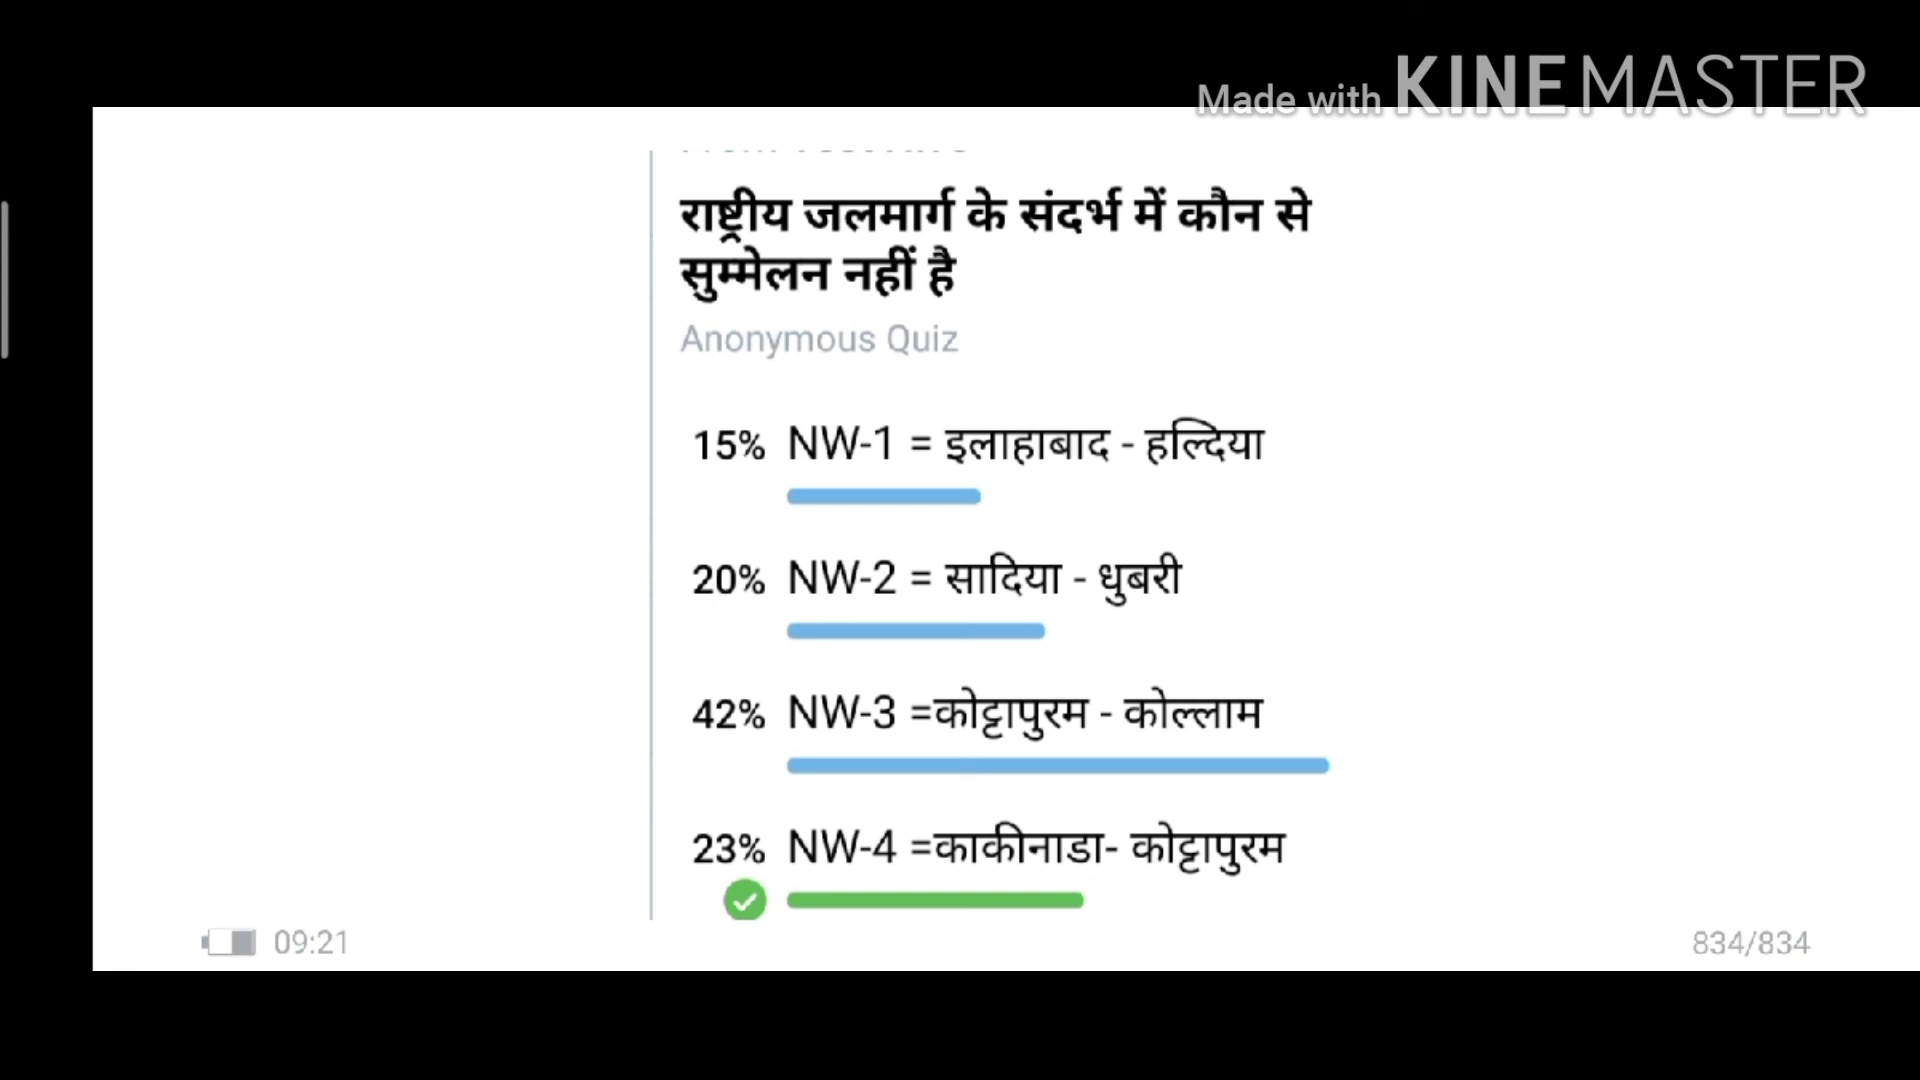 Made with KINEMASTER
राष्ट्रीय जलमार्ग के संदर्भ में कौन से
सुम्मेलन नहीं है
Anonymous Quiz
15% NW-1 = इलाहाबाद - हल्दिया
20% NW-2 = सादिया - धुबरी
42% NW-3 =कोट्टापुरम - कोल्लाम
23% NW-4 =काकीनाडा- कोट्टापुरम
09:21
834/834